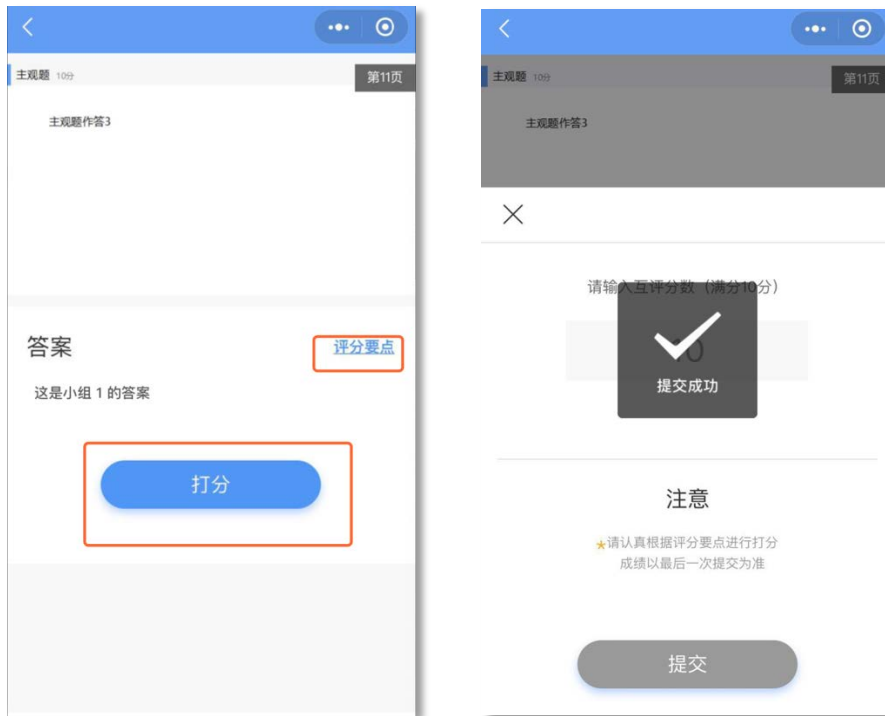 主观题 10分
第11页
主观题作答3
答案
评分要点
这是小组 1 的答案
打分
主观题 10分
第11页
主观题作答3
请输入互评分数（满分10分）
10
提交成功
注意
★请认真根据评分要点进行打分
成绩以最后一次提交为准
提交